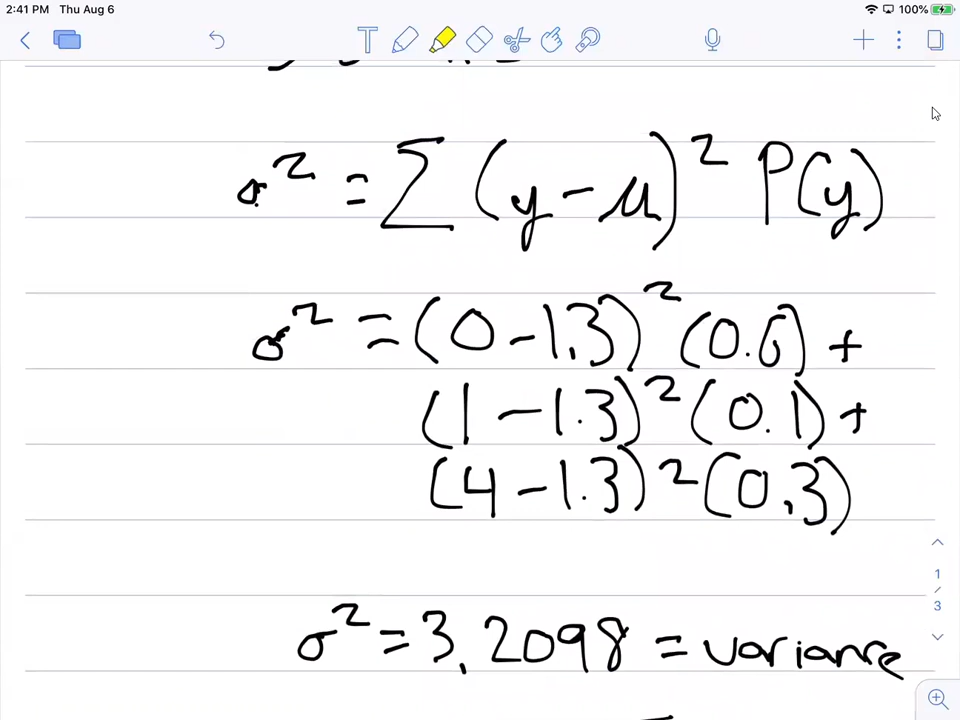 2:41 PM Thu Aug 6
100%
T
σ² = Σ (y - μ)² P(y)
σ² = (0 - 1.3)² (0.6) +
(1 - 1.3)² (0.1) +
(4 - 1.3)² (0.3)
σ² = 3.2098 = variance
1
/
3